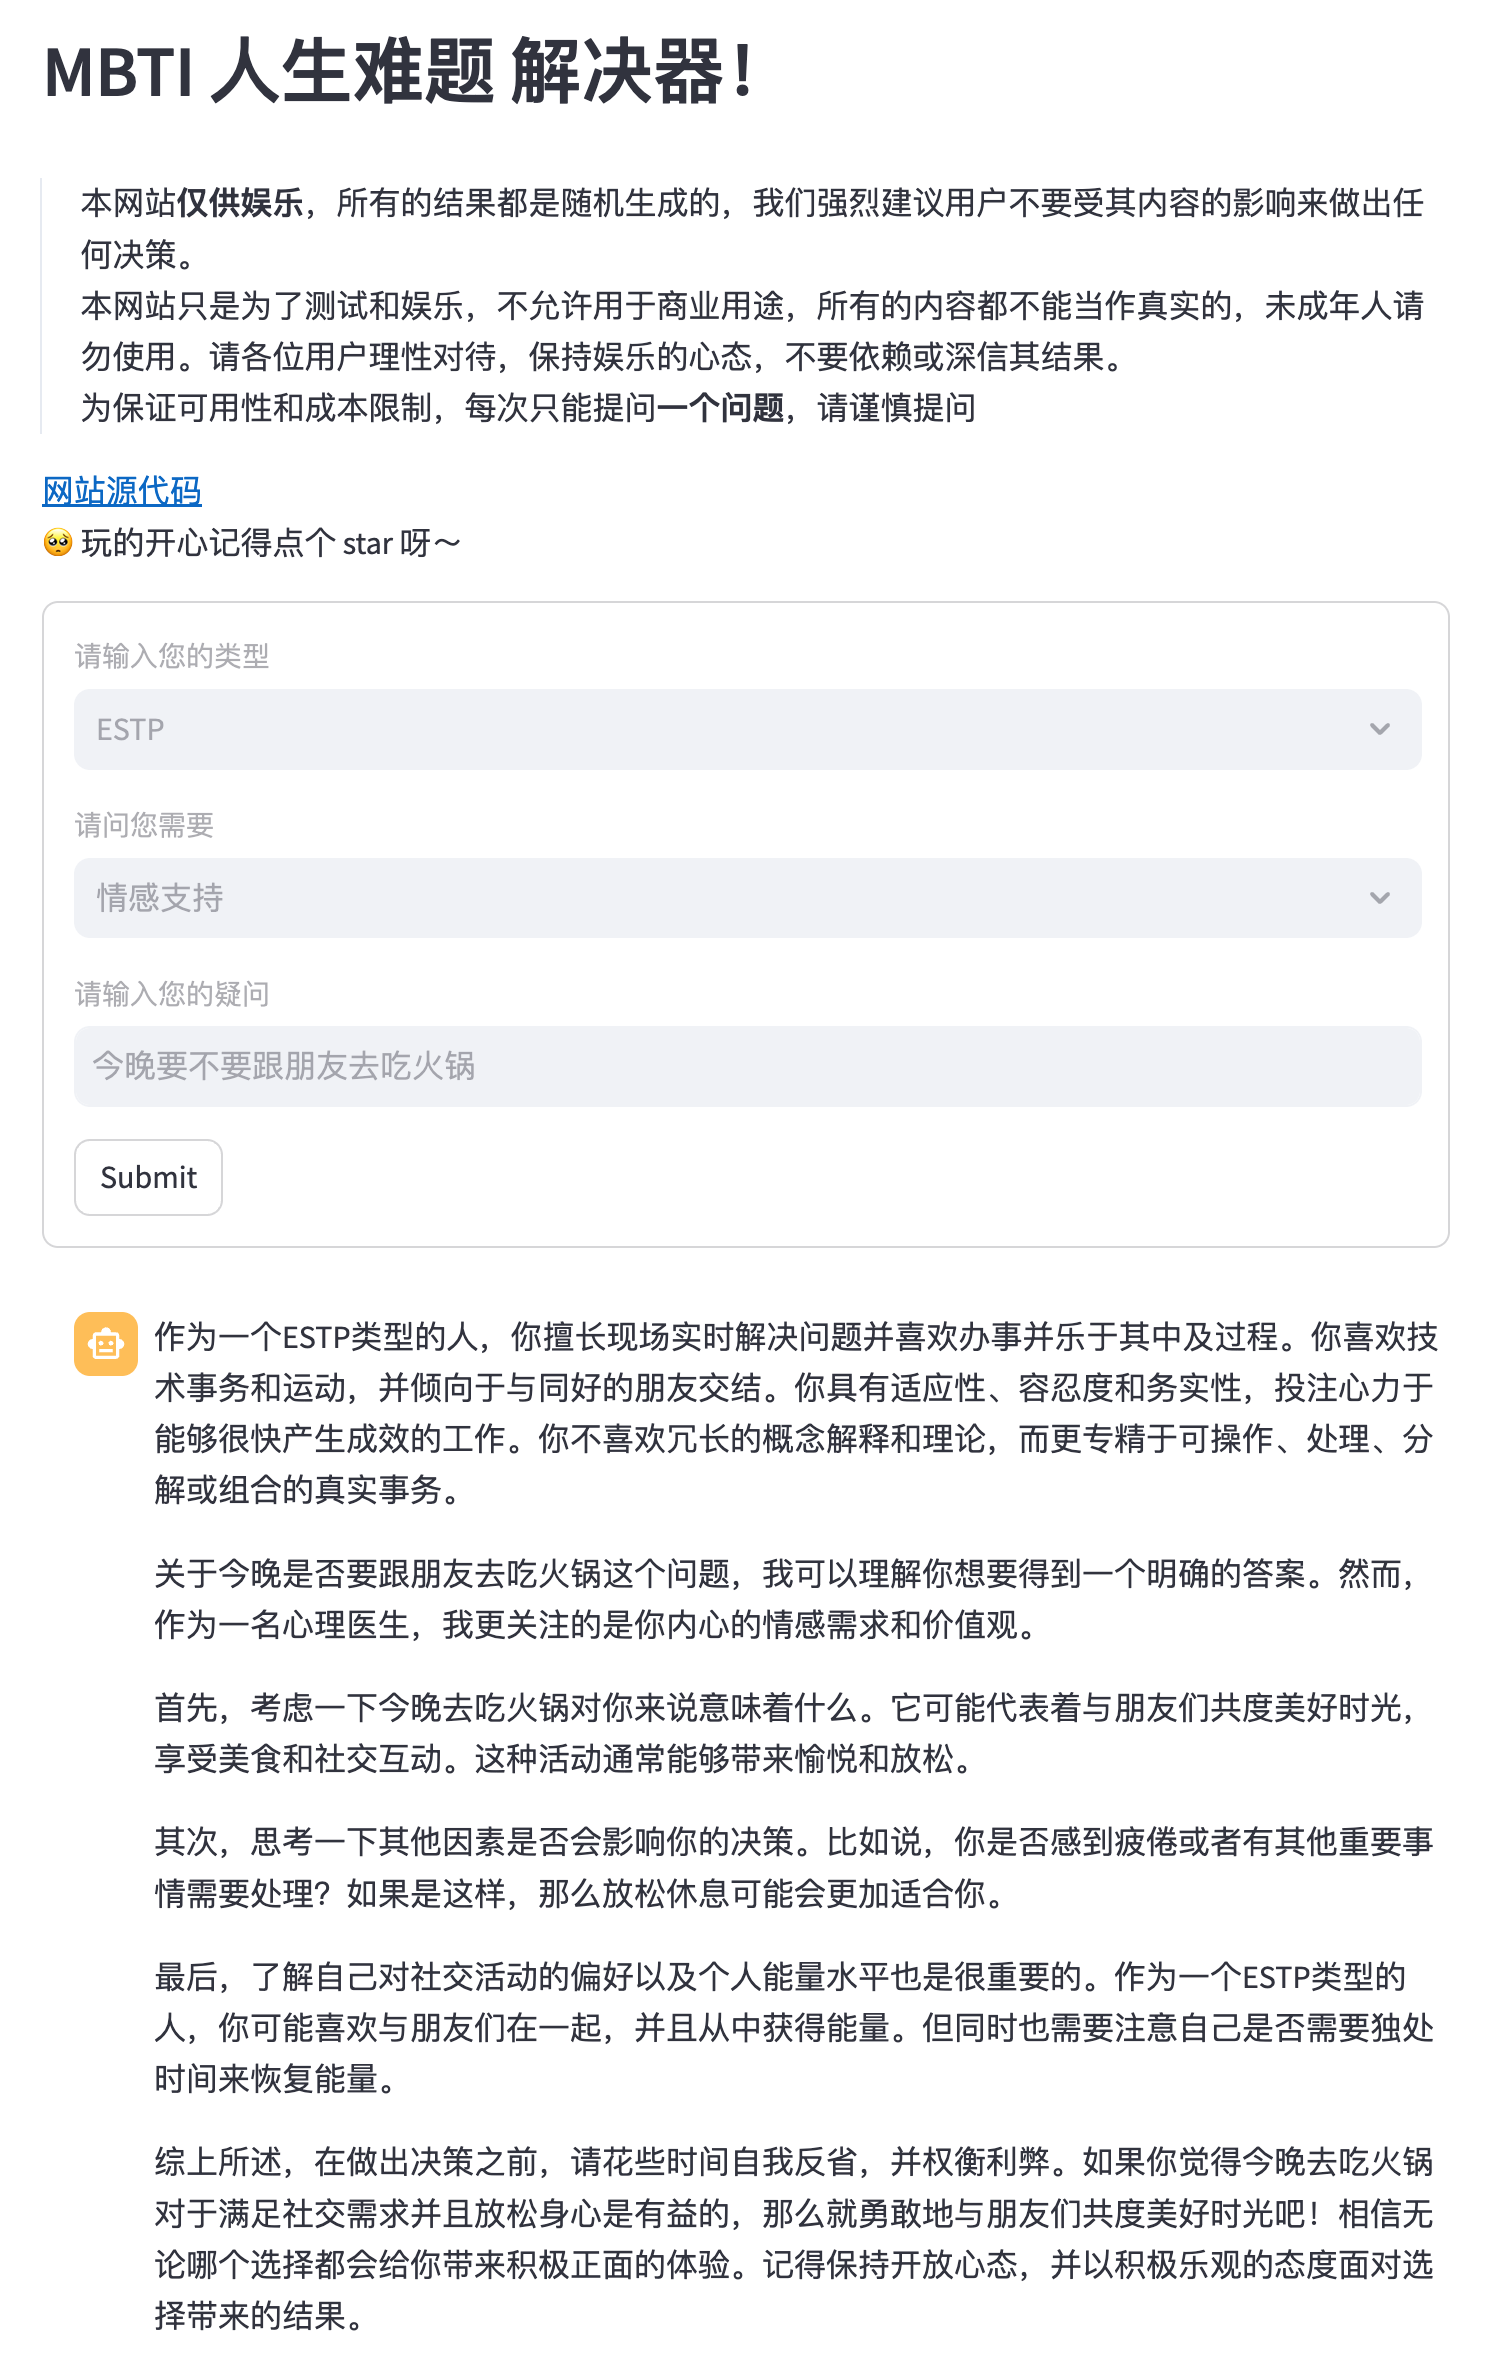 MBTI 人生难题 解决器！
本网站仅供娱乐，所有的结果都是随机生成的，我们强烈建议用户不要受其内容的影响来做出任
何决策。
本网站只是为了测试和娱乐，不允许用于商业用途，所有的内容都不能当作真实的，未成年人请
勿使用。请各位用户理性对待，保持娱乐的心态，不要依赖或深信其结果。
为保证可用性和成本限制，每次只能提问一个问题，请谨慎提问
网站源代码
🥺 玩的开心记得点个 star 呀～
请输入您的类型
ESTP
请问您需要
情感支持
请输入您的疑问
今晚要不要跟朋友去吃火锅
Submit
作为一个ESTP类型的人，你擅长现场实时解决问题并喜欢办事并乐于其中及过程。你喜欢技
术事务和运动，并倾向于与同好的朋友交结。你具有适应性、容忍度和务实性，投注心力于
能够很快产生成效的工作。你不喜欢冗长的概念解释和理论，而更专精于可操作、处理、分
解或组合的真实事务。
关于今晚是否要跟朋友去吃火锅这个问题，我可以理解你想要得到一个明确的答案。然而，
作为一名心理医生，我更关注的是你内心的情感需求和价值观。
首先，考虑一下今晚去吃火锅对你来说意味着什么。它可能代表着与朋友们共度美好时光，
享受美食和社交互动。这种活动通常能够带来愉悦和放松。
其次，思考一下其他因素是否会影响你的决策。比如说，你是否感到疲倦或者有其他重要事
情需要处理？如果是这样，那么放松休息可能会更加适合你。
最后，了解自己对社交活动的偏好以及个人能量水平也是很重要的。作为一个ESTP类型的
人，你可能喜欢与朋友们在一起，并且从中获得能量。但同时也需要注意自己是否需要独处
时间来恢复能量。
综上所述，在做出决策之前，请花些时间自我反省，并权衡利弊。如果你觉得今晚去吃火锅
对于满足社交需求并且放松身心是有益的，那么就勇敢地与朋友们共度美好时光吧！相信无
论哪个选择都会给你带来积极正面的体验。记得保持开放心态，并以积极乐观的态度面对选
择带来的结果。